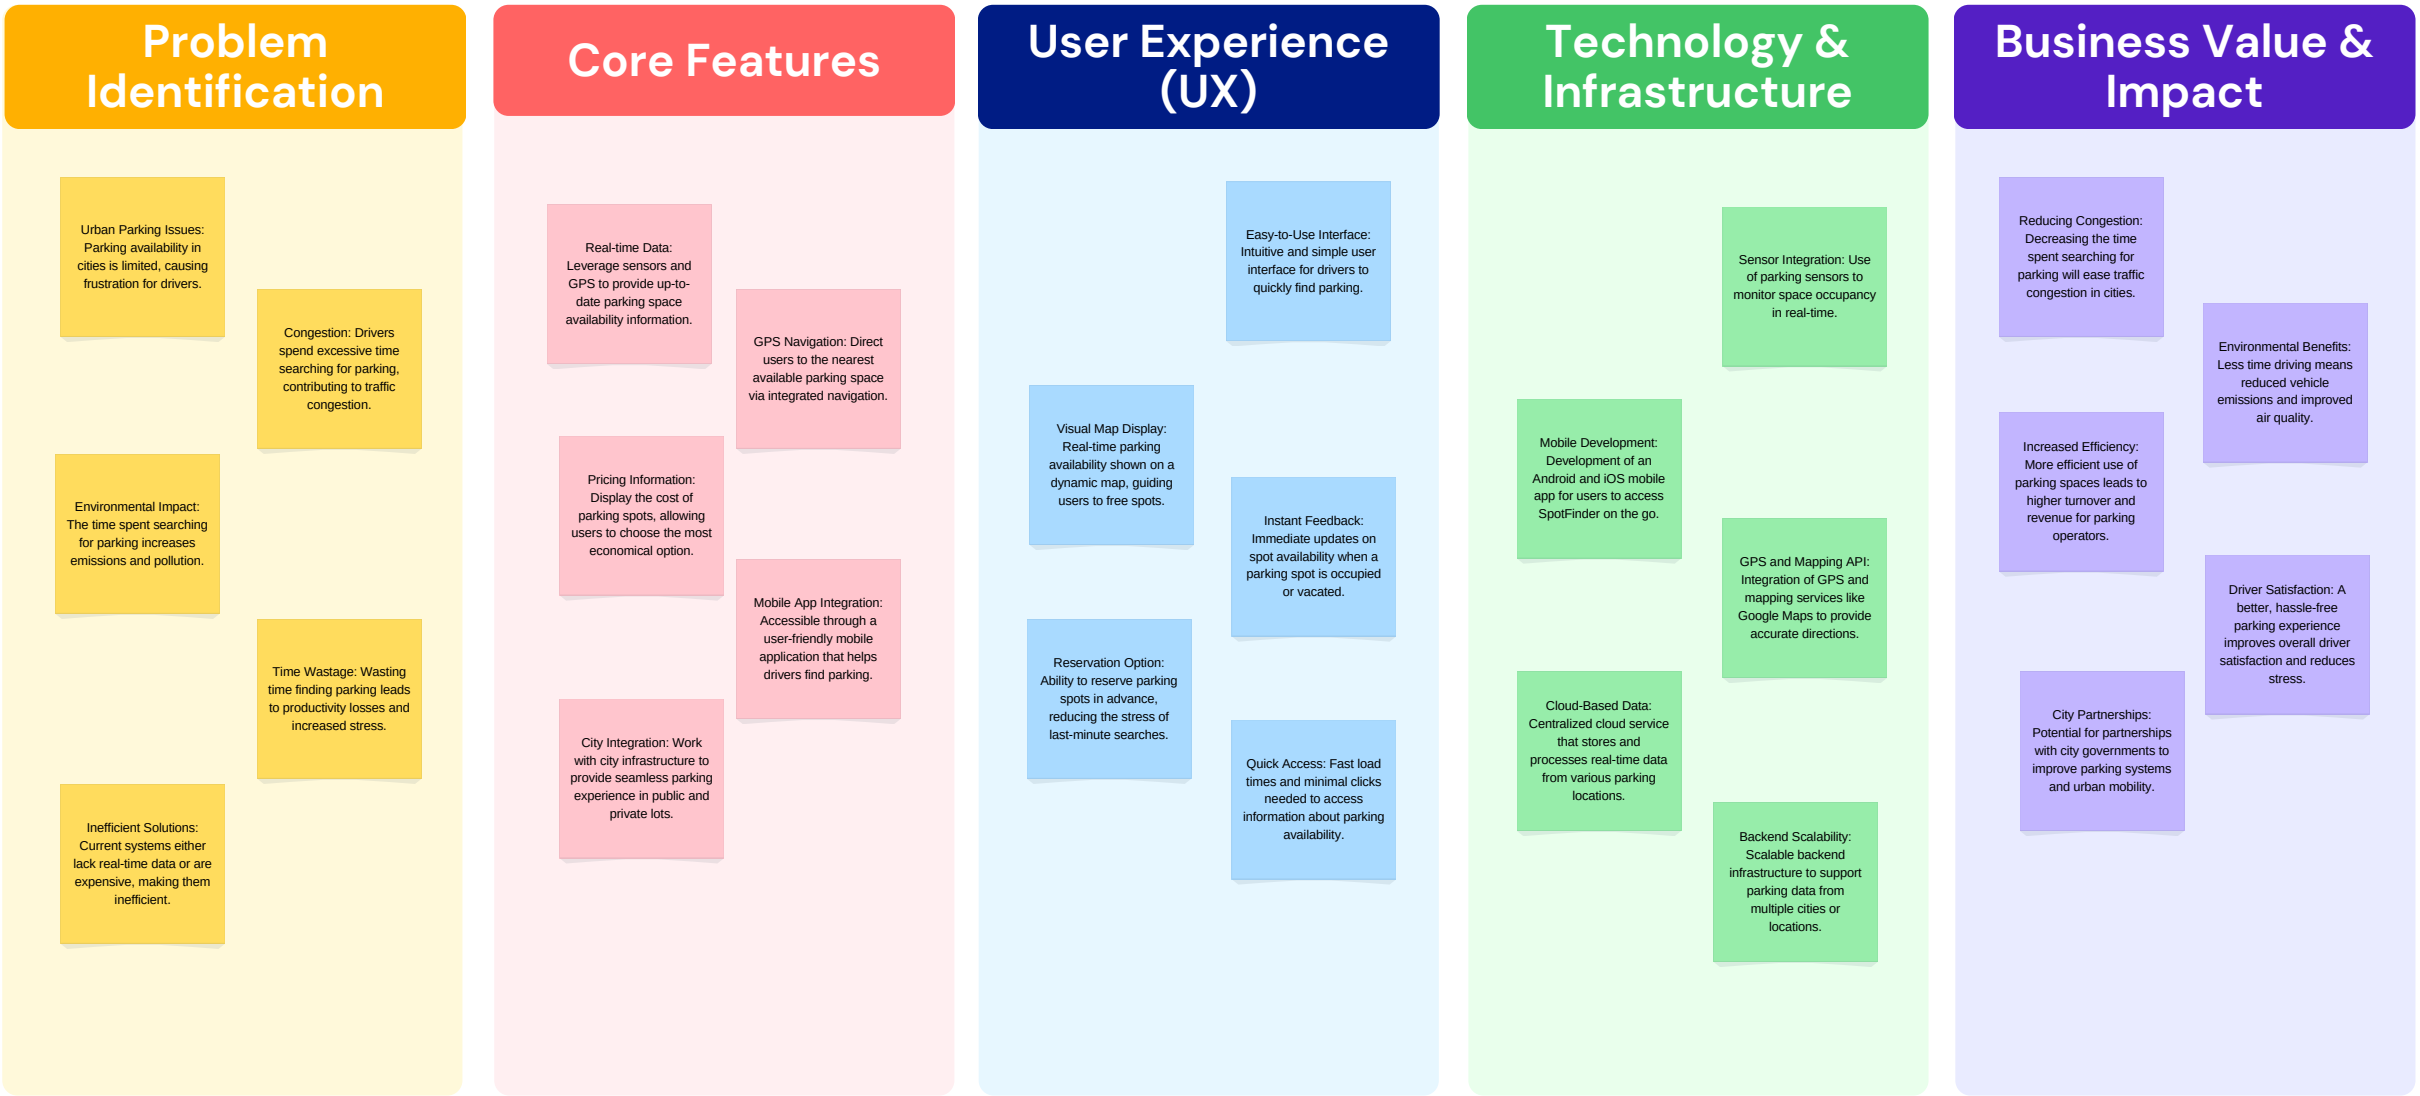 Problem
Identification
Urban Parking Issues:
Parking availability in
cities is limited, causing
frustration for drivers.
Congestion: Drivers
spend excessive time
searching for parking,
contributing to traffic
congestion.
Environmental Impact:
The time spent searching
for parking increases
emissions and pollution.
Time Wastage: Wasting
time finding parking leads
to productivity losses and
increased stress.
Inefficient Solutions:
Current systems either
lack real-time data or are
expensive, making them
inefficient.
Core Features
Real-time Data:
Leverage sensors and
GPS to provide up-to-
date parking space
availability information.
GPS Navigation: Direct
users to the nearest
available parking space
via integrated navigation.
Pricing Information:
Display the cost of
parking spots, allowing
users to choose the most
economical option.
Mobile App Integration:
Accessible through a
user-friendly mobile
application that helps
drivers find parking.
City Integration: Work
with city infrastructure to
provide seamless parking
experience in public and
private lots.
User Experience
(UX)
Easy-to-Use Interface:
Intuitive and simple user
interface for drivers to
quickly find parking.
Visual Map Display:
Real-time parking
availability shown on a
dynamic map, guiding
users to free spots.
Instant Feedback:
Immediate updates on
spot availability when a
parking spot is occupied
or vacated.
Reservation Option:
Ability to reserve parking
spots in advance,
reducing the stress of
last-minute searches.
Quick Access: Fast load
times and minimal clicks
needed to access
information about parking
availability.
Technology &
Infrastructure
Sensor Integration: Use
of parking sensors to
monitor space occupancy
in real-time.
Mobile Development:
Development of an
Android and iOS mobile
app for users to access
SpotFinder on the go.
GPS and Mapping API:
Integration of GPS and
mapping services like
Google Maps to provide
accurate directions.
Cloud-Based Data:
Centralized cloud service
that stores and
processes real-time data
from various parking
locations.
Backend Scalability:
Scalable backend
infrastructure to support
parking data from
multiple cities or
locations.
Business Value &
Impact
Reducing Congestion:
Decreasing the time
spent searching for
parking will ease traffic
congestion in cities.
Environmental Benefits:
Less time driving means
reduced vehicle
emissions and improved
air quality.
Increased Efficiency:
More efficient use of
parking spaces leads to
higher turnover and
revenue for parking
operators.
Driver Satisfaction: A
better, hassle-free
parking experience
improves overall driver
satisfaction and reduces
stress.
City Partnerships:
Potential for partnerships
with city governments to
improve parking systems
and urban mobility.